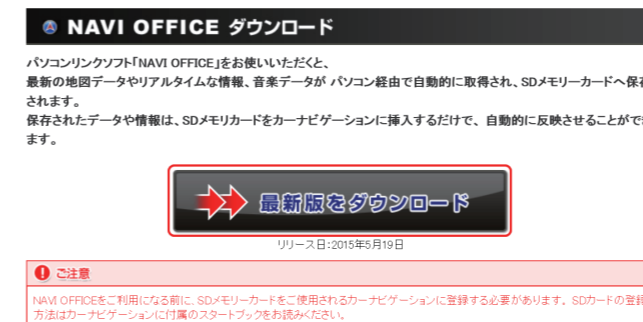 NAVI OFFICE ダウンロード
パソコンリンクソフト「NAVI OFFICE」をお使いいただくと、
最新の地図データやリアルタイムな情報、音楽データが パソコン経由で自動的に取得され、SDメモリーカードへ保存
されます。
保存されたデータや情報は、SDメモリカードをカーナビゲーションに挿入するだけで、自動的に反映させることができ
ます。
最新版をダウンロード
リリース日:2015年5月19日
ご注意
NAVI OFFICEをご利用になる前に、SDメモリーカードをご使用されるカーナビゲーションに登録する必要があります。SDカードの登録
方法はカーナビゲーションに付属のスタートブックをお読みください。